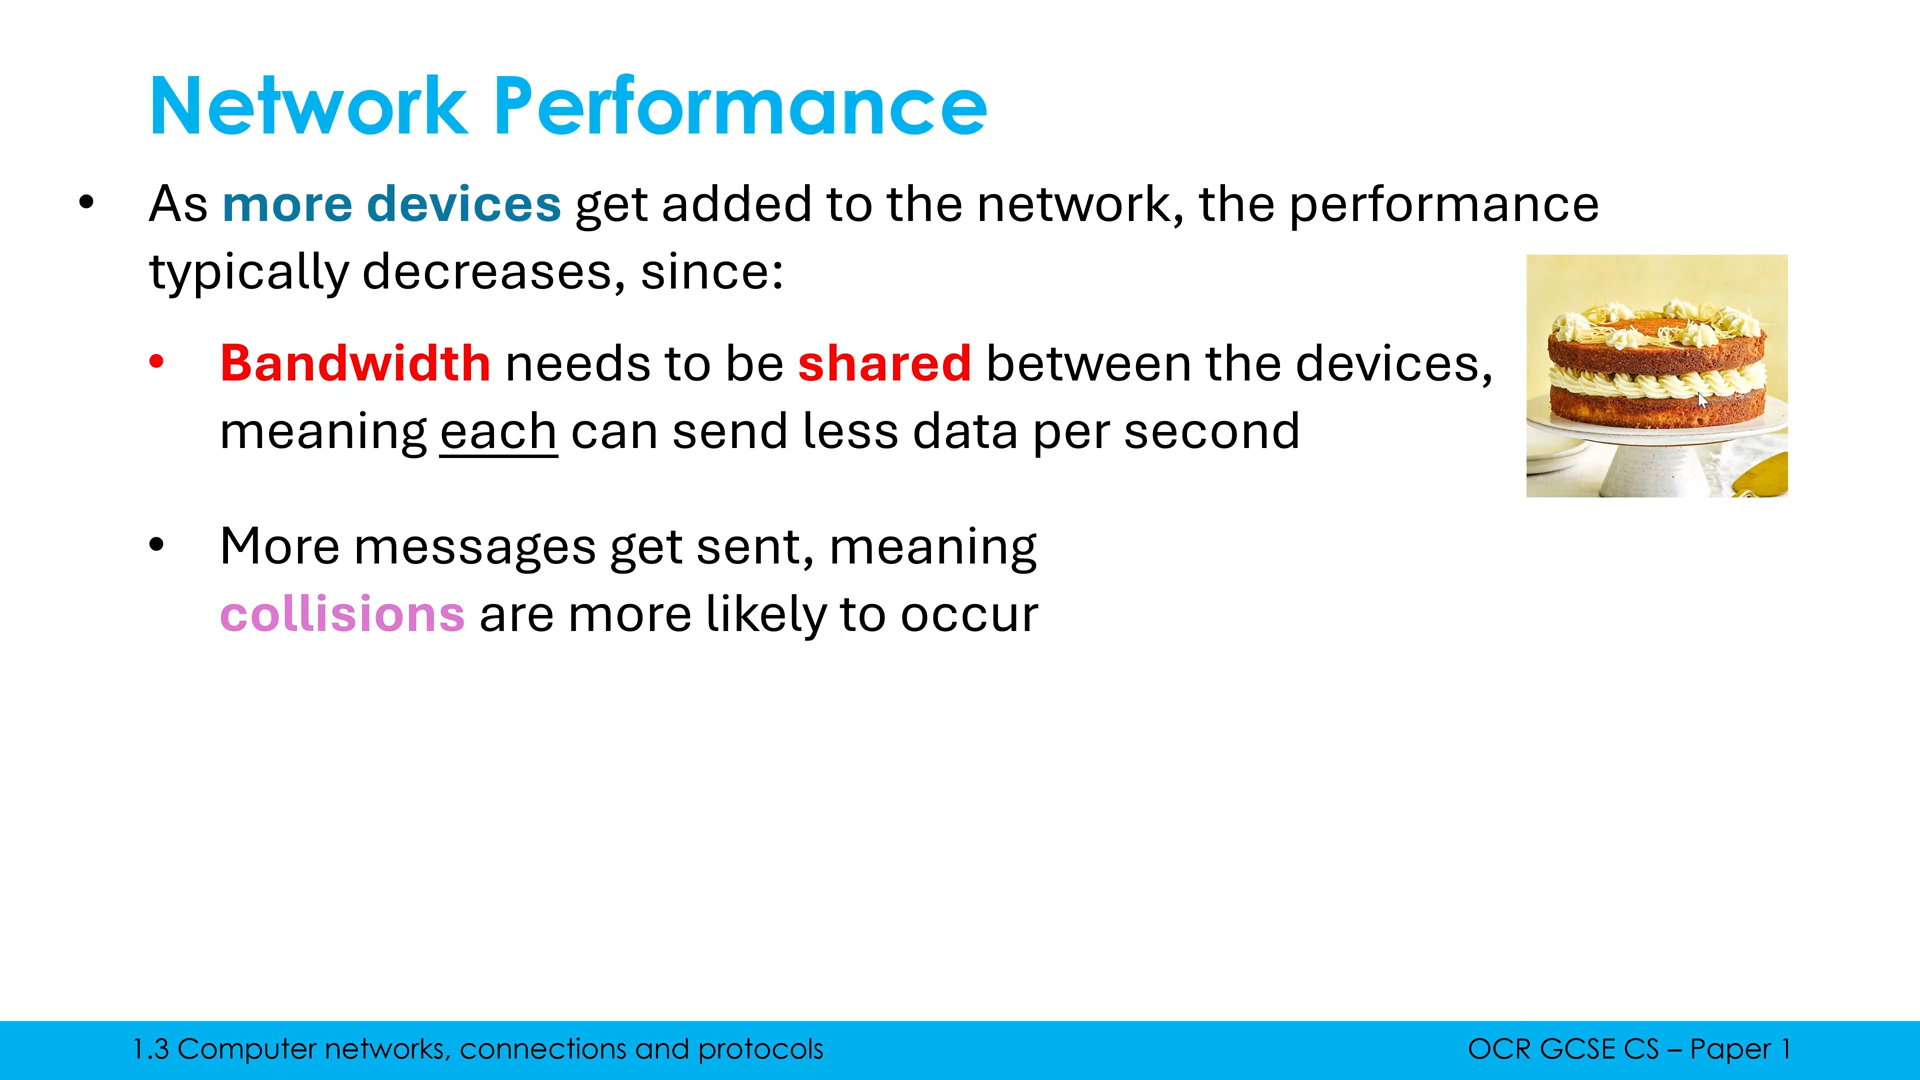 Network Performance
• As more devices get added to the network, the performance
typically decreases, since:
• Bandwidth needs to be shared between the devices,
meaning each can send less data per second
• More messages get sent, meaning
collisions are more likely to occur
1.3 Computer networks, connections and protocols
OCR GCSE CS – Paper 1